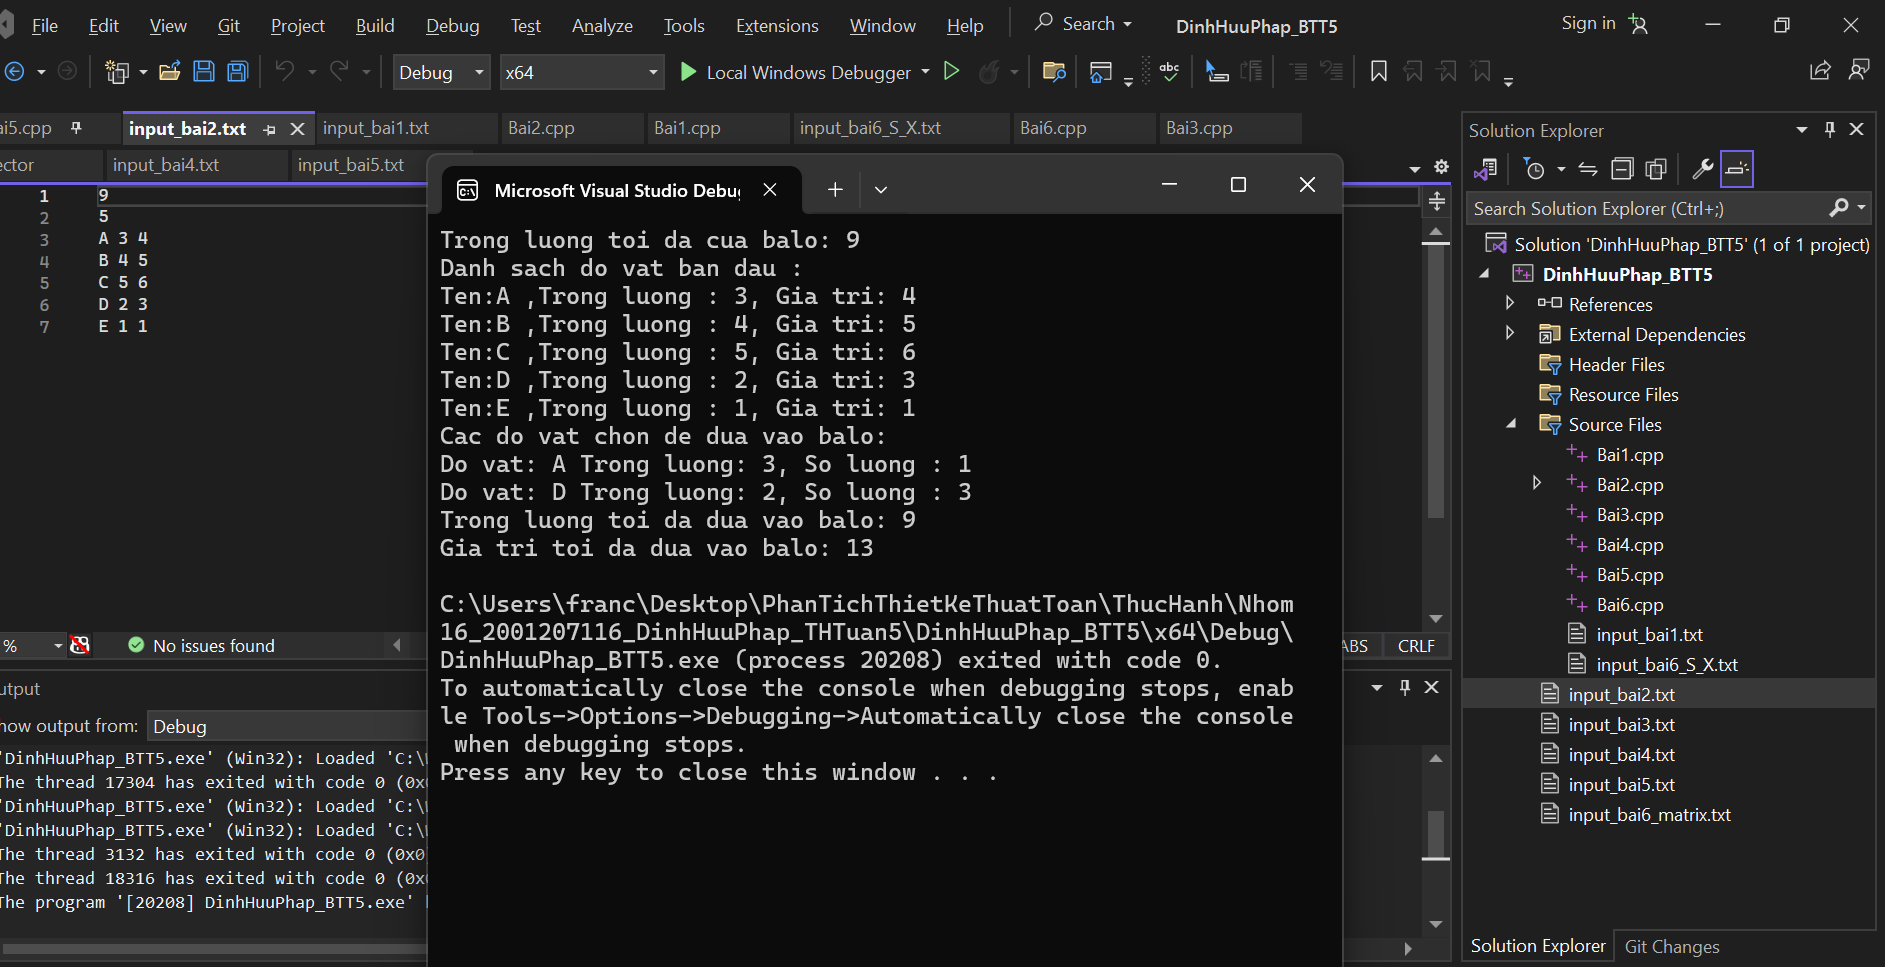 File Edit View Git Project Build Debug Test Analyze Tools Extensions Window Help Search DinhHuuPhap_BTT5 Sign in
Debug x64 Local Windows Debugger
ai5.cpp input_bai2.txt input_bai1.txt Bai2.cpp Bai1.cpp input_bai6_S_X.txt Bai6.cpp Bai3.cpp
ector input_bai4.txt input_bai5.txt
1 9
2 5
3 A 3 4
4 B 4 5
5 C 5 6
6 D 2 3
7 E 1 1
% No issues found
ABS CRLF
utput
how output from: Debug
'DinhHuuPhap_BTT5.exe' (Win32): Loaded 'C:\
The thread 17304 has exited with code 0 (0x
'DinhHuuPhap_BTT5.exe' (Win32): Loaded 'C:\
'DinhHuuPhap_BTT5.exe' (Win32): Loaded 'C:\
The thread 3132 has exited with code 0 (0x0
The thread 18316 has exited with code 0 (0x
The program '[20208] DinhHuuPhap_BTT5.exe'
Microsoft Visual Studio Debu
Trong luong toi da cua balo: 9
Danh sach do vat ban dau :
Ten:A ,Trong luong : 3, Gia tri: 4
Ten:B ,Trong luong : 4, Gia tri: 5
Ten:C ,Trong luong : 5, Gia tri: 6
Ten:D ,Trong luong : 2, Gia tri: 3
Ten:E ,Trong luong : 1, Gia tri: 1
Cac do vat chon de dua vao balo:
Do vat: A Trong luong: 3, So luong : 1
Do vat: D Trong luong: 2, So luong : 3
Trong luong toi da dua vao balo: 9
Gia tri toi da dua vao balo: 13
C:\Users\franc\Desktop\PhanTichThietKeThuatToan\ThucHanh\Nhom
16_2001207116_DinhHuuPhap_THTuan5\DinhHuuPhap_BTT5\x64\Debug\
DinhHuuPhap_BTT5.exe (process 20208) exited with code 0.
To automatically close the console when debugging stops, enab
le Tools->Options->Debugging->Automatically close the console
 when debugging stops.
Press any key to close this window . . .
Solution Explorer
Search Solution Explorer (Ctrl+;)
Solution 'DinhHuuPhap_BTT5' (1 of 1 project)
DinhHuuPhap_BTT5
References
External Dependencies
Header Files
Resource Files
Source Files
Bai1.cpp
Bai2.cpp
Bai3.cpp
Bai4.cpp
Bai5.cpp
Bai6.cpp
input_bai1.txt
input_bai6_S_X.txt
input_bai2.txt
input_bai3.txt
input_bai4.txt
input_bai5.txt
input_bai6_matrix.txt
Solution Explorer Git Changes